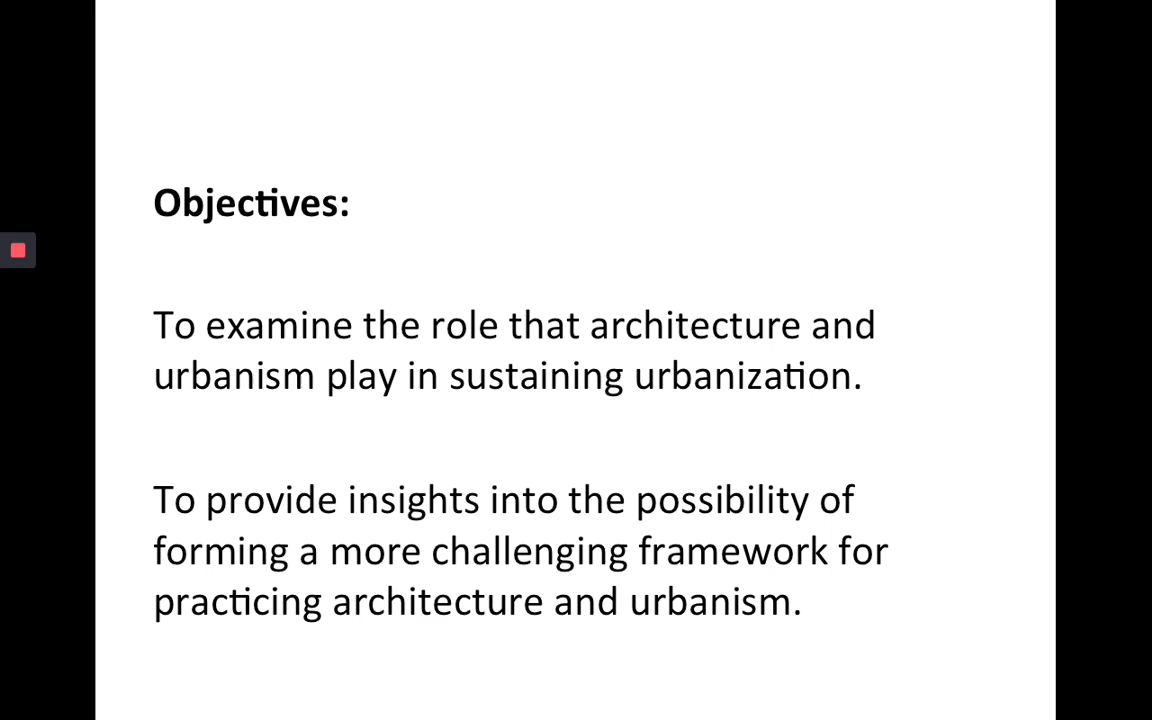 Objectives:
To examine the role that architecture and
urbanism play in sustaining urbanization.
To provide insights into the possibility of
forming a more challenging framework for
practicing architecture and urbanism.